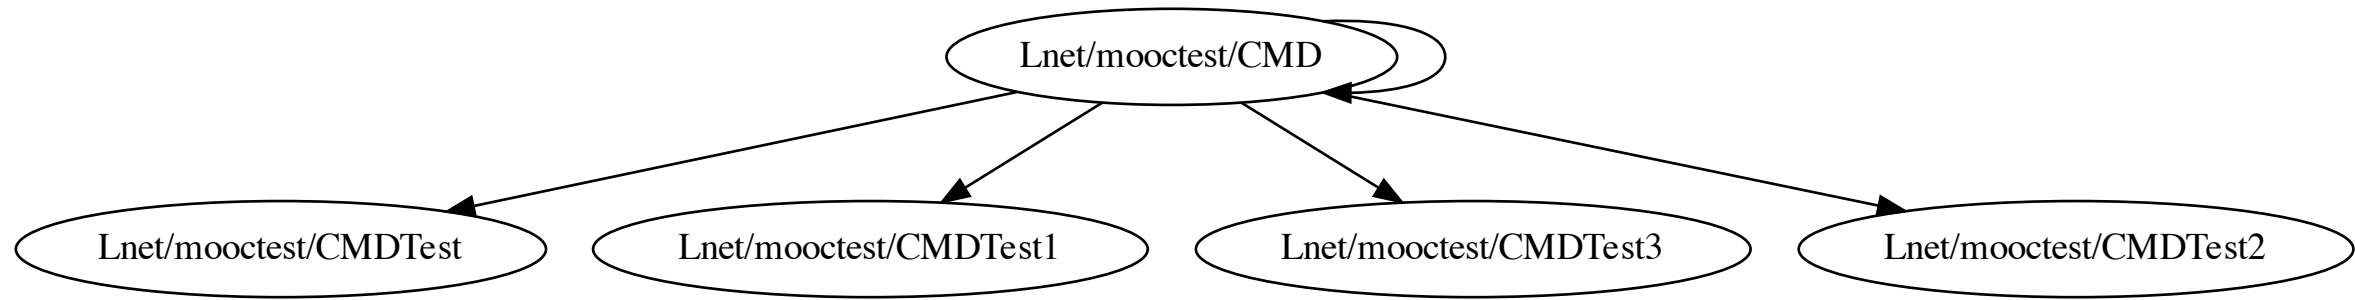 Lnet/mooctest/CMD
Lnet/mooctest/CMDTest
Lnet/mooctest/CMDTest1
Lnet/mooctest/CMDTest3
Lnet/mooctest/CMDTest2